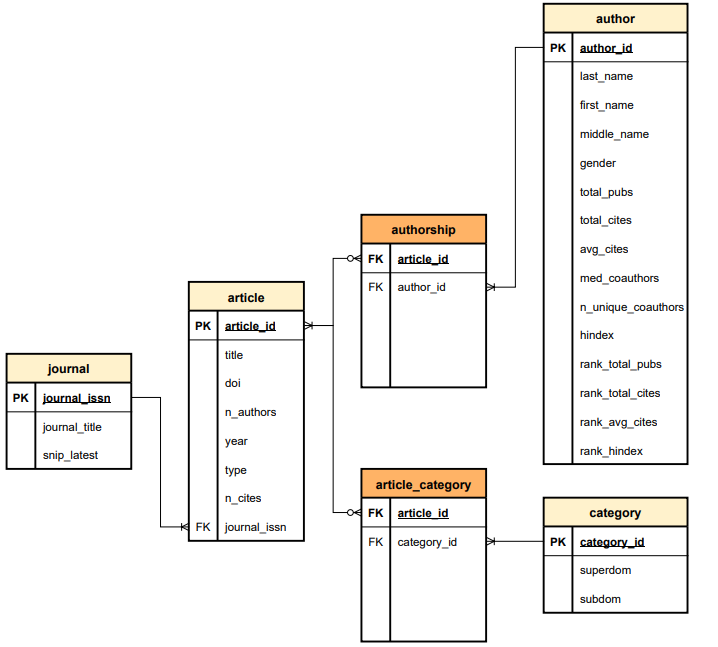 author
PK author_id
last_name
first_name
middle_name
gender
total_pubs
total_cites
avg_cites
med_coauthors
n_unique_coauthors
hindex
rank_total_pubs
rank_total_cites
rank_avg_cites
rank_hindex
authorship
FK article_id
FK author_id
article
PK article_id
title
doi
n_authors
year
type
n_cites
FK journal_issn
journal
PK journal_issn
journal_title
snip_latest
article_category
FK article_id
FK category_id
category
PK category_id
superdom
subdom